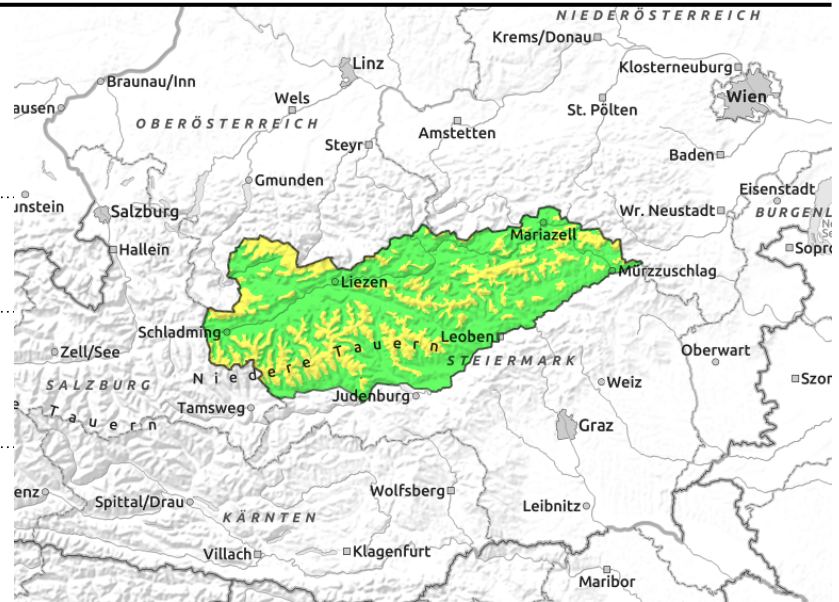 NIEDERÖSTERREICH
Krems/Donau
Linz
Klosterneuburg
Braunau/Inn
Wien
Wels
ausen
St. Pölten
OBERÖSTERREICH
Amstetten
Steyr
Baden
Gmunden
Eisenstadt
unstein
Salzburg
Wr. Neustadt
BURGENL
Mariazell
Hallein
Sopro
Mürzzuschlag
Liezen
Schladming
Leoben
Zell/See
Niedere Tauern
STEIERMARK
Oberwart
SALZBURG
Weiz
Szor
Judenburg
Tamsweg
e Tauern
Graz
enz
Spittal/Drau
Wolfsberg
Leibnitz
KÄRNTEN
Villach
Klagenfurt
Maribor